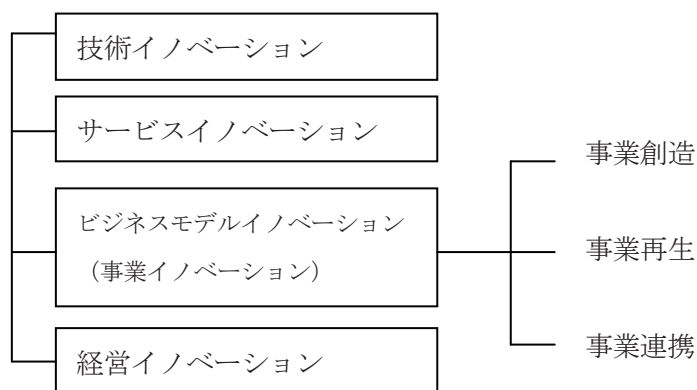 技術イノベーション
サービスイノベーション
ビジネスモデルイノベーション
（事業イノベーション）
経営イノベーション
事業創造
事業再生
事業連携